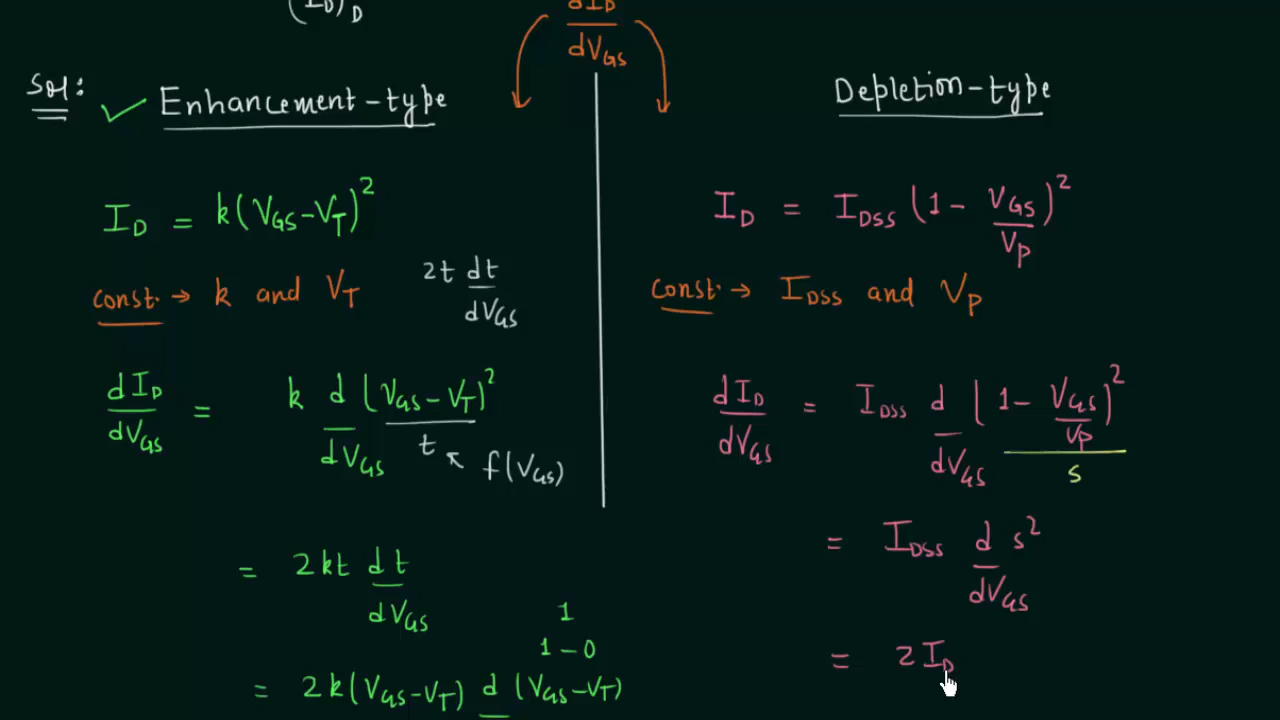 (I_D)_D
dI_D
dV_GS
Sol:
Enhancement-type
I_D = k(V_GS-V_T)^2
const. → k and V_T
2t dt/dV_GS
dI_D/dV_GS = k d/dV_GS (V_GS-V_T)^2
t
f(V_GS)
= 2kt dt/dV_GS
1
1-0
= 2k(V_GS-V_T) d (V_GS-V_T)
Depletion-type
I_D = I_DSS (1- V_GS/V_P)^2
const. → I_DSS and V_P
dI_D/dV_GS = I_DSS d/dV_GS (1- V_GS/V_P)^2
s
= I_DSS d/dV_GS s^2
= 2I_D